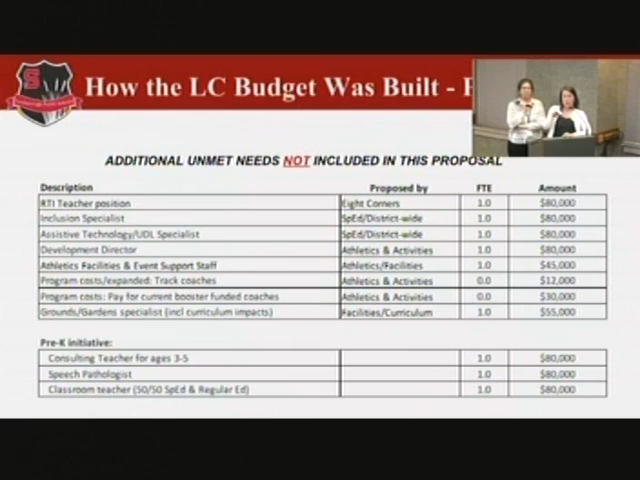 How the LC Budget Was Built -
ADDITIONAL UNMET NEEDS NOT INCLUDED IN THIS PROPOSAL
Description Proposed by FTE Amount
RTI Teacher position Eight Corners 1.0 $80,000
Inclusion Specialist SpEd/District-wide 1.0 $80,000
Assistive Technology/UDL Specialist SpEd/District-wide 1.0 $80,000
Development Director Athletics & Activities 1.0 $80,000
Athletics Facilities & Event Support Staff Athletics/Facilities 1.0 $45,000
Program costs/expanded: Track coaches Athletics & Activities 0.0 $12,000
Program costs: Pay for current booster funded coaches Athletics & Activities 0.0 $30,000
Grounds/Gardens specialist (incl curriculum impacts) Facilities/Curriculum 1.0 $55,000
Pre-K initiative:
Consulting Teacher for ages 3-5 1.0 $80,000
Speech Pathologist 1.0 $80,000
Classroom teacher (50/50 SpEd & Regular Ed) 1.0 $80,000